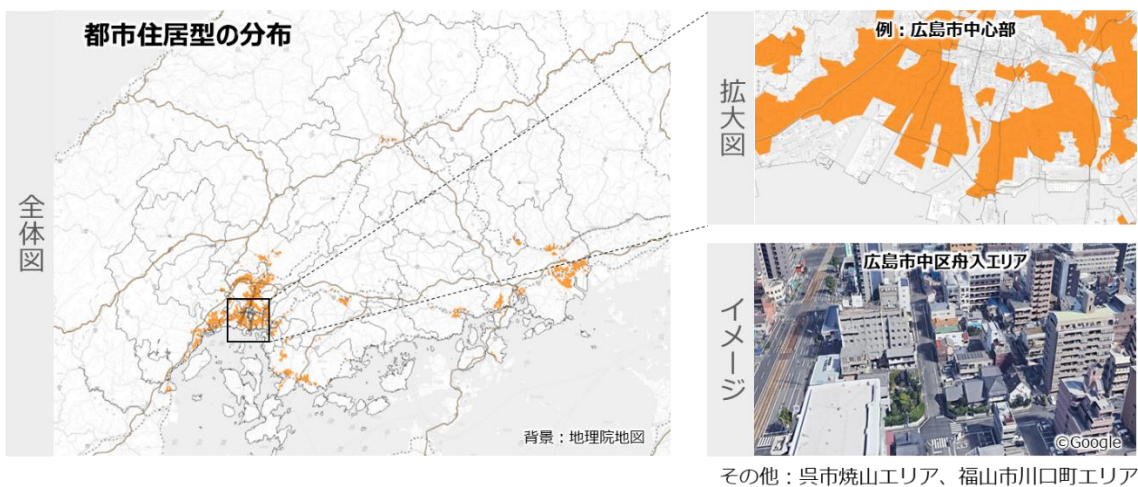 都市住居型の分布
全体図
背景：地理院地図
拡大図
例：広島市中心部
イメージ
広島市中区舟入エリア
©Google
その他：呉市焼山エリア、福山市川口町エリア